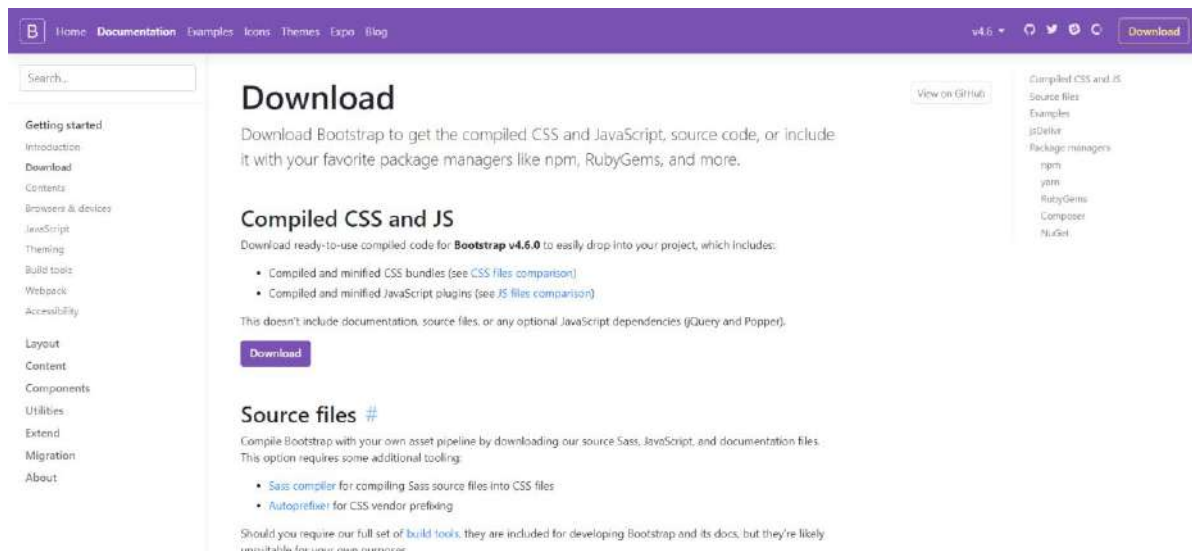 B Home Documentation Examples Icons Themes Expo Blog v4.6 Download
Search...
Getting started
Introduction
Download
Contents
Browsers & devices
JavaScript
Theming
Build tools
Webpack
Accessibility
Layout
Content
Components
Utilities
Extend
Migration
About
Download
View on GitHub
Download Bootstrap to get the compiled CSS and JavaScript, source code, or include
it with your favorite package managers like npm, RubyGems, and more.
Compiled CSS and JS
Download ready-to-use compiled code for Bootstrap v4.6.0 to easily drop into your project, which includes:
• Compiled and minified CSS bundles (see CSS files comparison)
• Compiled and minified JavaScript plugins (see JS files comparison)
This doesn't include documentation, source files, or any optional JavaScript dependencies (jQuery and Popper).
Download
Source files #
Compile Bootstrap with your own asset pipeline by downloading our source Sass, JavaScript, and documentation files.
This option requires some additional tooling:
• Sass compiler for compiling Sass source files into CSS files
• Autoprefixer for CSS vendor prefixing
Should you require our full set of build tools, they are included for developing Bootstrap and its docs, but they're likely
unsuitable for your own purposes.
Compiled CSS and JS
Source files
Examples
jsDelivr
Package managers
npm
yarn
RubyGems
Composer
NuGet